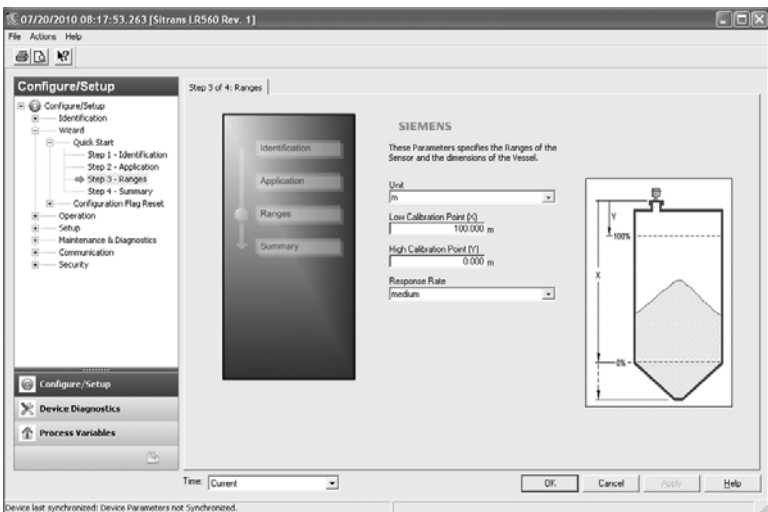 07/20/2010 08:17:53.263 [Sitrans LR560 Rev. 1]
File Actions Help
Configure/Setup
Configure/Setup
Identification
Wizard
Quick Start
Step 1 - Identification
Step 2 - Application
Step 3 - Ranges
Step 4 - Summary
Configuration Flag Reset
Operation
Setup
Maintenance & Diagnostics
Communication
Security
Configure/Setup
Device Diagnostics
Process Variables
Step 3 of 4: Ranges
Identification
Application
Ranges
Summary
SIEMENS
These Parameters specifies the Ranges of the
Sensor and the dimensions of the Vessel.
Unit
m
Low Calibration Point (X)
100.000 m
High Calibration Point (Y)
0.000 m
Response Rate
medium
Y
100%
X
0%
Time: Current
OK Cancel Apply Help
Device last synchronized: Device Parameters not Synchronized.